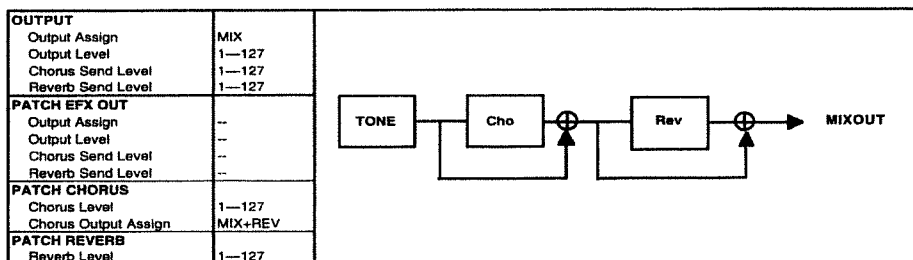 OUTPUT
Output Assign MIX
Output Level 1—127
Chorus Send Level 1—127
Reverb Send Level 1—127
PATCH EFX OUT
Output Assign --
Output Level --
Chorus Send Level --
Reverb Send Level --
PATCH CHORUS
Chorus Level 1—127
Chorus Output Assign MIX+REV
PATCH REVERB
Reverb Level 1—127
TONE Cho Rev MIXOUT